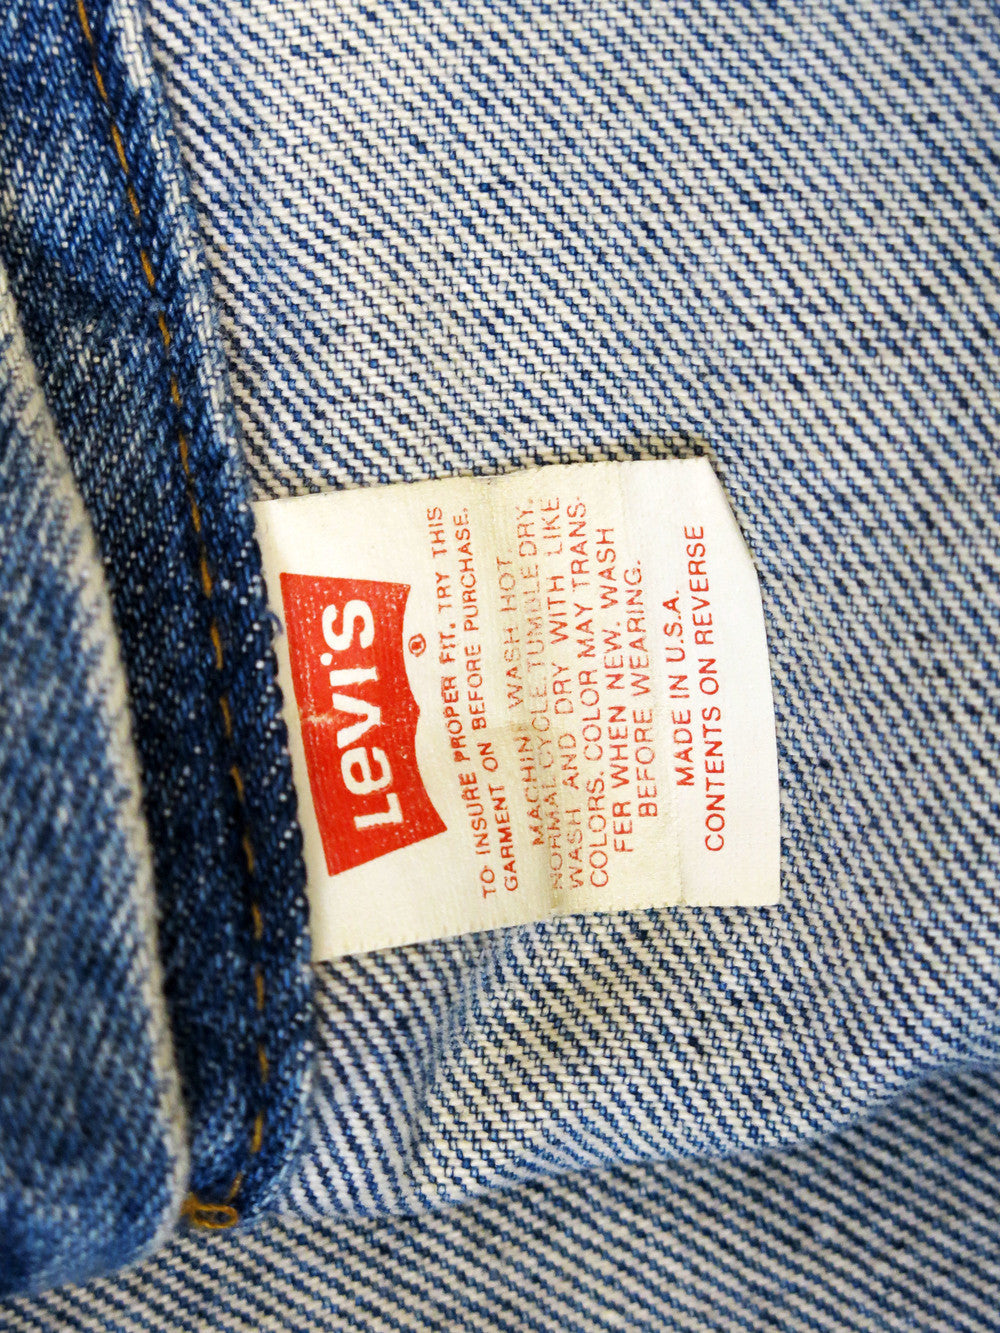 Levi's
®
TO INSURE PROPER FIT, TRY THIS
GARMENT ON BEFORE PURCHASE.
MACHIN WASH HOT,
NORMAL CYCLE, TUMBLE DRY.
WASH AND DRY WITH LIKE
COLORS. COLOR MAY TRANS-
FER WHEN NEW. WASH
BEFORE WEARING.
MADE IN U.S.A.
CONTENTS ON REVERSE